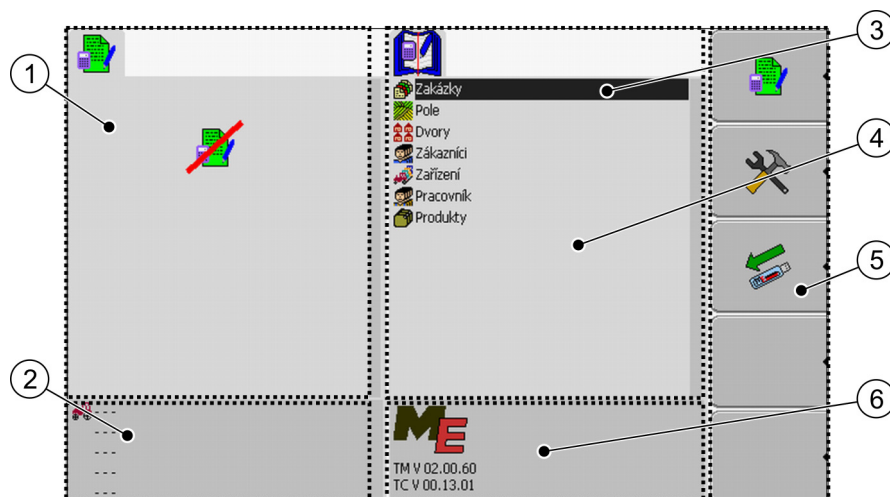 1
2
3
4
5
6
Zakázky
Pole
Dvory
Zákazníci
Zařízení
Pracovník
Produkty
- - -
- - -
- - -
- - -
ME
TM V 02.00.60
TC V 00.13.01